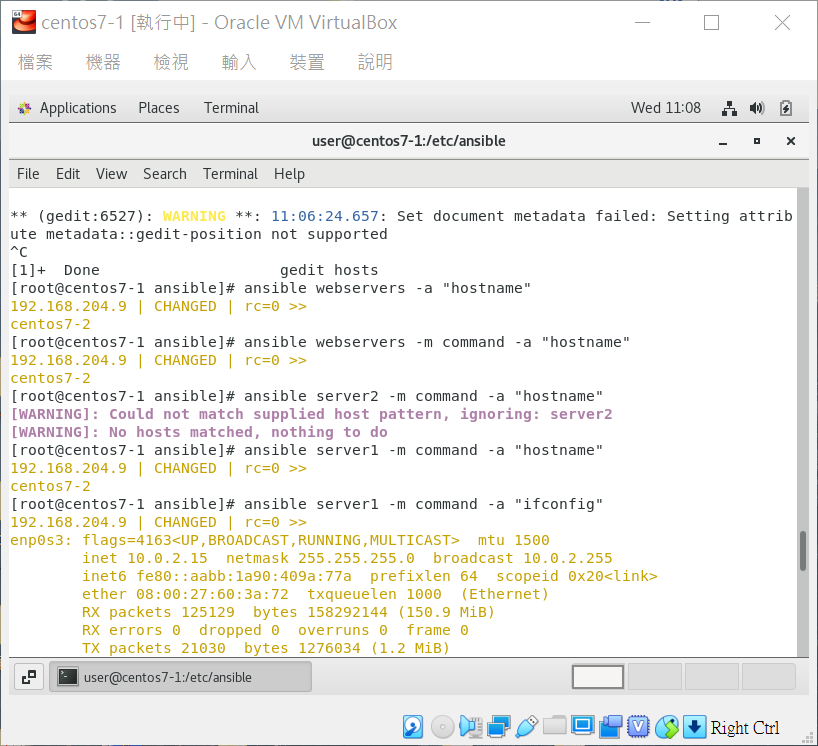 centos7-1 [執行中] - Oracle VM VirtualBox
檔案 機器 檢視 輸入 裝置 說明
Applications Places Terminal Wed 11:08
user@centos7-1:/etc/ansible
File Edit View Search Terminal Help
** (gedit:6527): WARNING **: 11:06:24.657: Set document metadata failed: Setting attrib
ute metadata::gedit-position not supported
^C
[1]+  Done                    gedit hosts
[root@centos7-1 ansible]# ansible webservers -a "hostname"
192.168.204.9 | CHANGED | rc=0 >>
centos7-2
[root@centos7-1 ansible]# ansible webservers -m command -a "hostname"
192.168.204.9 | CHANGED | rc=0 >>
centos7-2
[root@centos7-1 ansible]# ansible server2 -m command -a "hostname"
[WARNING]: Could not match supplied host pattern, ignoring: server2
[WARNING]: No hosts matched, nothing to do
[root@centos7-1 ansible]# ansible server1 -m command -a "hostname"
192.168.204.9 | CHANGED | rc=0 >>
centos7-2
[root@centos7-1 ansible]# ansible server1 -m command -a "ifconfig"
192.168.204.9 | CHANGED | rc=0 >>
enp0s3: flags=4163<UP,BROADCAST,RUNNING,MULTICAST>  mtu 1500
        inet 10.0.2.15  netmask 255.255.255.0  broadcast 10.0.2.255
        inet6 fe80::aabb:1a90:409a:77a  prefixlen 64  scopeid 0x20<link>
        ether 08:00:27:60:3a:72  txqueuelen 1000  (Ethernet)
        RX packets 125129  bytes 158292144 (150.9 MiB)
        RX errors 0  dropped 0  overruns 0  frame 0
        TX packets 21030  bytes 1276034 (1.2 MiB)
user@centos7-1:/etc/ansible
Right Ctrl